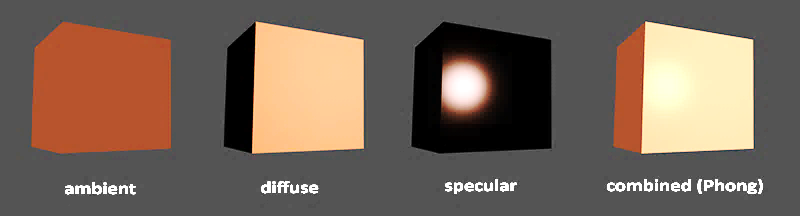 ambient
diffuse
specular
combined (Phong)